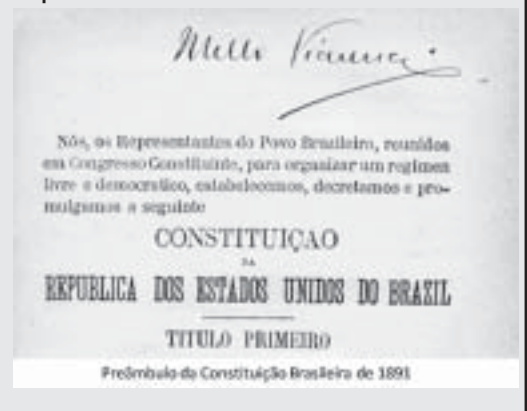 Mello Vianna
Nós, os Representantes do Povo Brasileiro, reunidos
em Congresso Constituinte, para organizar um regimen
livre e democratico, estabelecemos, decretamos e pro-
mulgamos a seguinte
CONSTITUIÇAO
DA
REPUBLICA DOS ESTADOS UNIDOS DO BRAZIL
TITULO PRIMEIRO
Preâmbulo da Constituição Brasileira de 1891